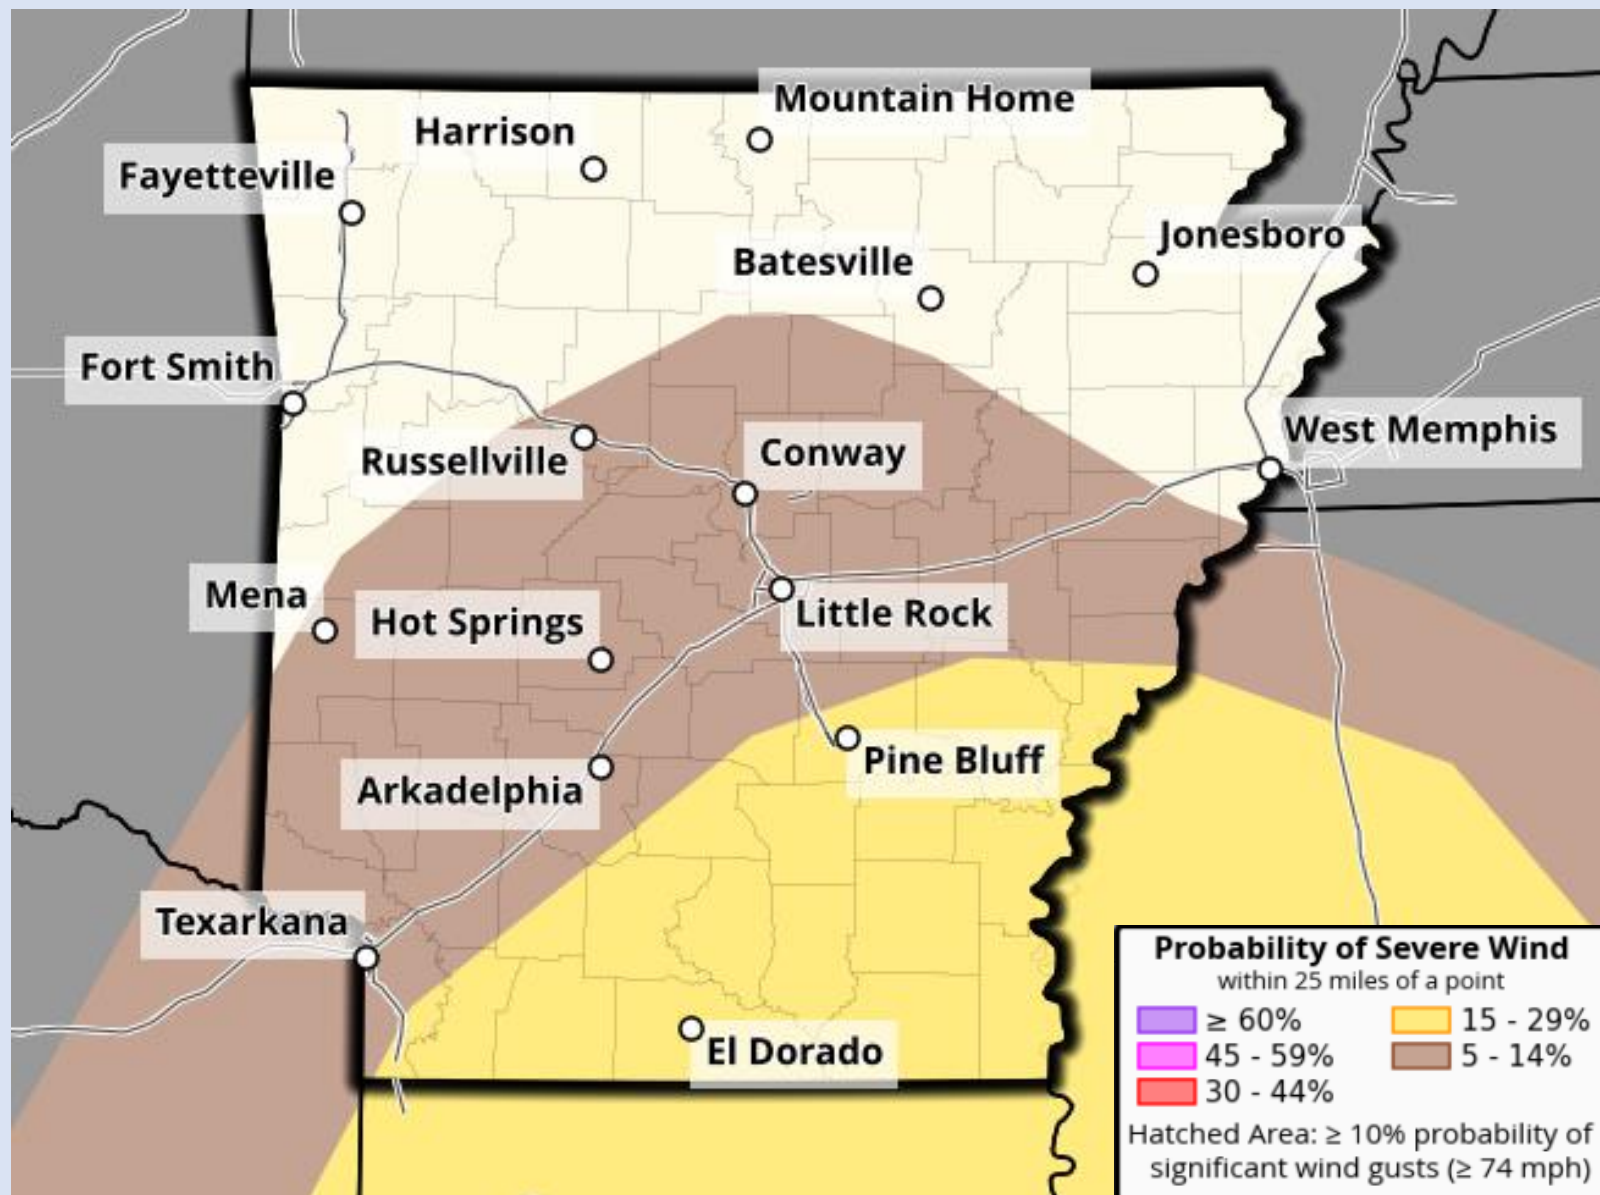 Mountain Home
Harrison
Fayetteville
Jonesboro
Batesville
Fort Smith
West Memphis
Russellville
Conway
Mena
Hot Springs
Little Rock
Pine Bluff
Arkadelphia
Texarkana
El Dorado
Probability of Severe Wind
within 25 miles of a point
≥ 60% 15 - 29%
45 - 59% 5 - 14%
30 - 44%
Hatched Area: ≥ 10% probability of
significant wind gusts (≥ 74 mph)